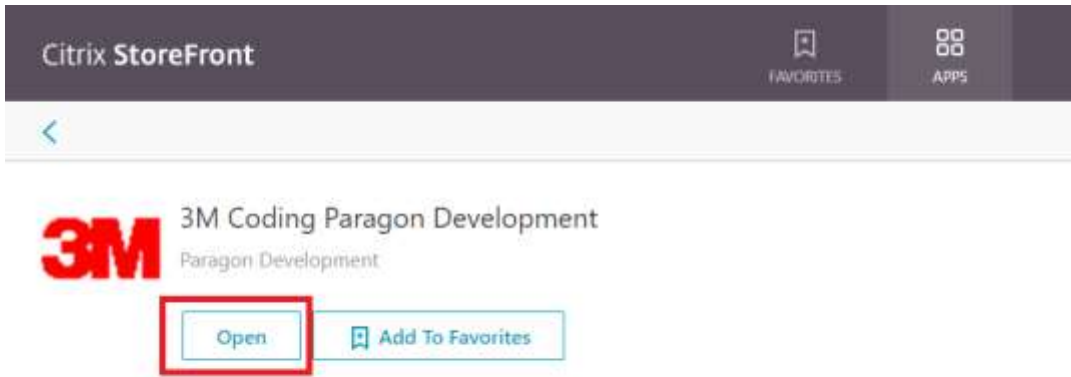 Citrix StoreFront
FAVORITES
APPS
3M
3M Coding Paragon Development
Paragon Development
Open
Add To Favorites